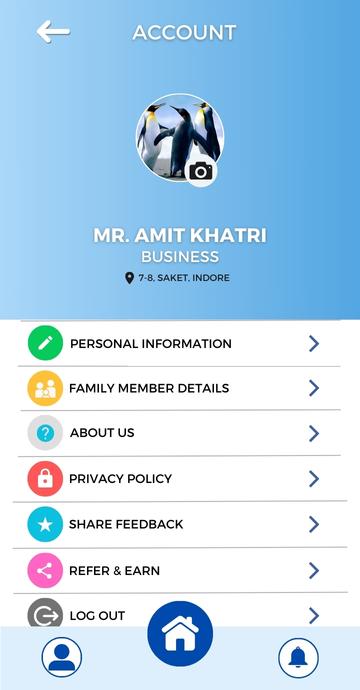 ACCOUNT
MR. AMIT KHATRI
BUSINESS
7-8, SAKET, INDORE
PERSONAL INFORMATION
FAMILY MEMBER DETAILS
ABOUT US
PRIVACY POLICY
SHARE FEEDBACK
REFER & EARN
LOG OUT